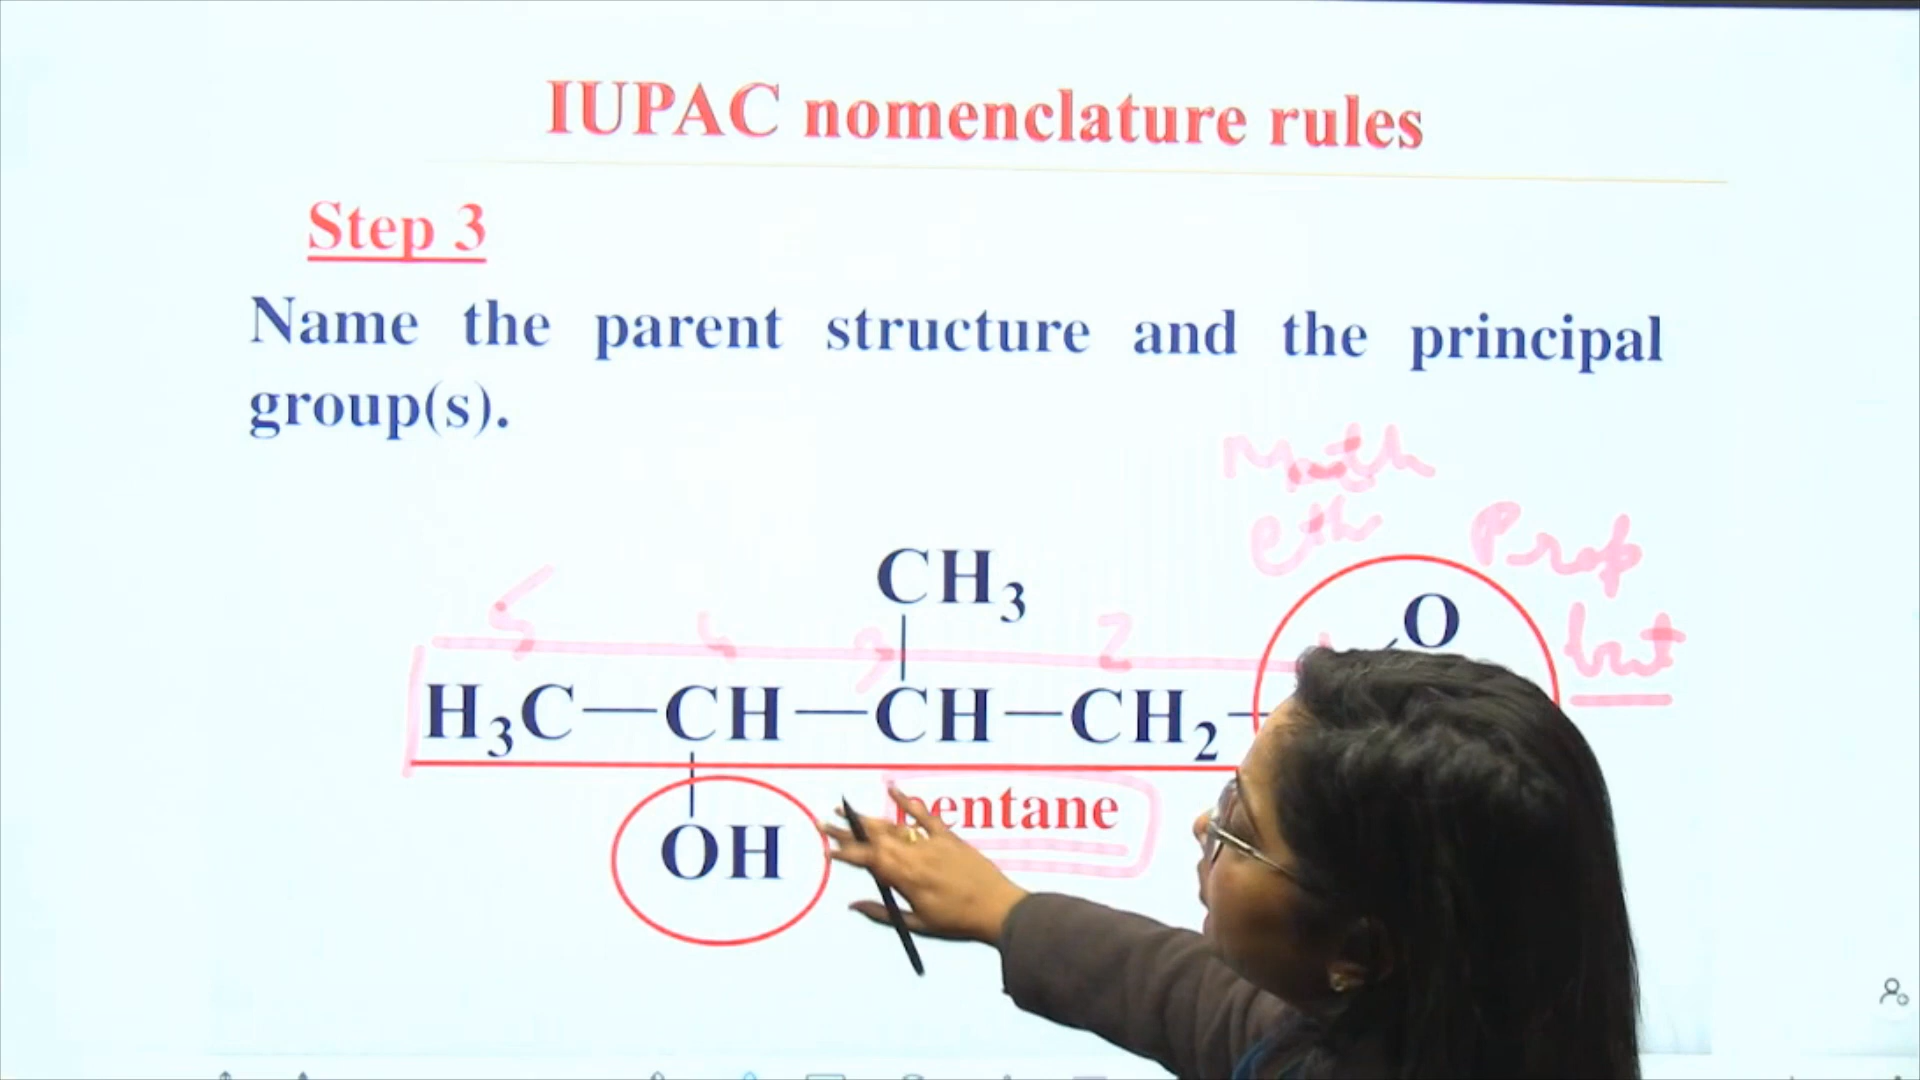 IUPAC nomenclature rules
Step 3
Name the parent structure and the principal
group(s).
Meth
eth
Prop
but
CH3
O
5 4 3 2 1
H3C—CH—CH—CH2—
pentane
OH